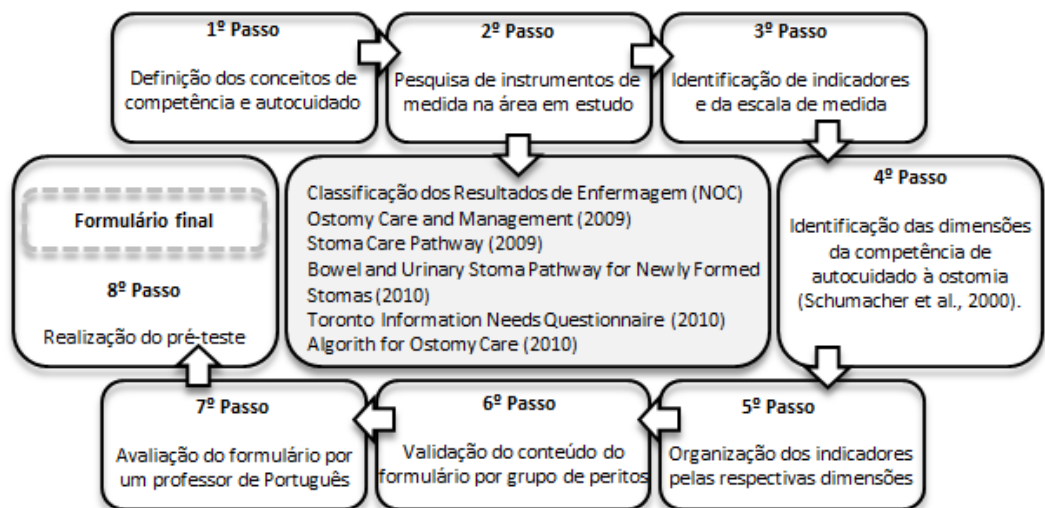 1º Passo
Definição dos conceitos de
competência e autocuidado
2º Passo
Pesquisa de instrumentos de
medida na área em estudo
3º Passo
Identificação de indicadores
e da escala de medida
Classificação dos Resultados de Enfermagem (NOC)
Ostomy Care and Management (2009)
Stoma Care Pathway (2009)
Bowel and Urinary Stoma Pathway for Newly Formed
Stomas (2010)
Toronto Information Needs Questionnaire (2010)
Algorith for Ostomy Care (2010)
4º Passo
Identificação das dimensões
da competência de
autocuidado à ostomia
(Schumacher et al., 2000).
5º Passo
Organização dos indicadores
pelas respectivas dimensões
6º Passo
Validação do conteúdo do
formulário por grupo de peritos
7º Passo
Avaliação do formulário por
um professor de Português
Formulário final
8º Passo
Realização do pré-teste